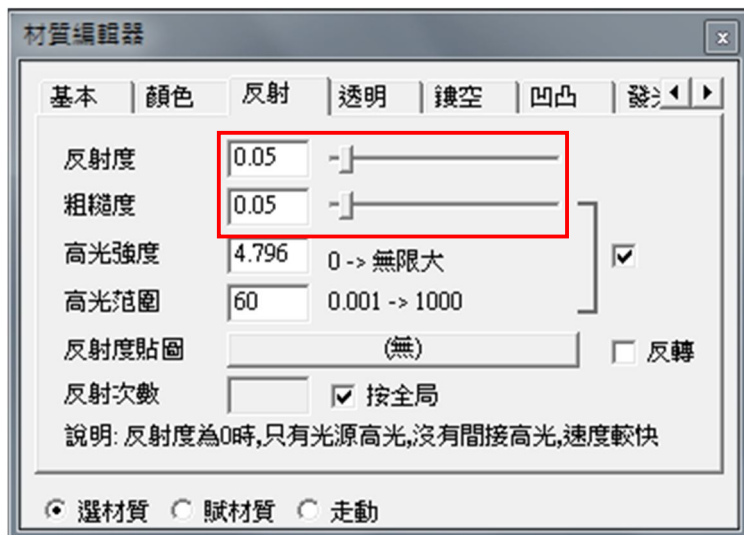 材質編輯器
基本 顏色 反射 透明 鏤空 凹凸
反射度 0.05
粗糙度 0.05
高光強度 4.796 0 -> 無限大
高光范圍 60 0.001 -> 1000
反射度貼圖 (無) 反轉
反射次數 按全局
說明: 反射度為0時,只有光源高光,沒有間接高光,速度較快
選材質 賦材質 走動